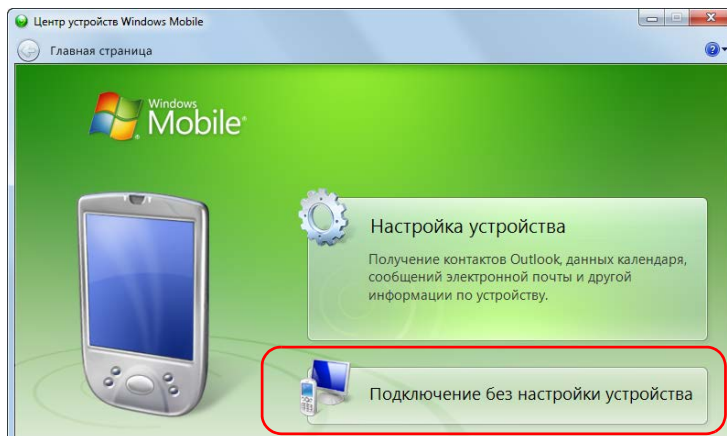 Центр устройств Windows Mobile
Главная страница
Windows
Mobile
Настройка устройства
Получение контактов Outlook, данных календаря,
сообщений электронной почты и другой
информации по устройству.
Подключение без настройки устройства